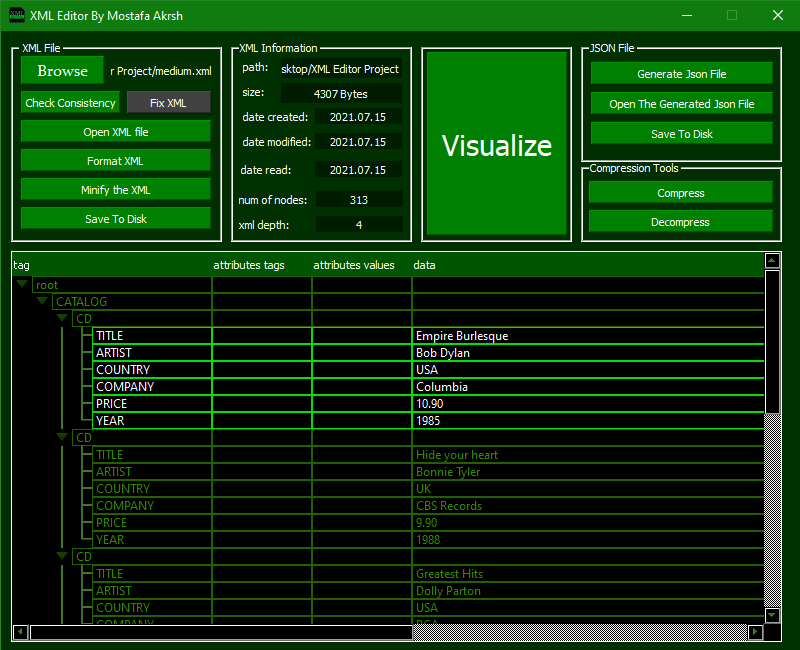 XML Editor By Mostafa Akrsh
XML File
Browse
r Project/medium.xml
Check Consistency
Fix XML
Open XML file
Format XML
Minify the XML
Save To Disk
XML Information
path: sktop/XML Editor Project
size: 4307 Bytes
date created: 2021.07.15
date modified: 2021.07.15
date read: 2021.07.15
num of nodes: 313
xml depth: 4
Visualize
JSON File
Generate Json File
Open The Generated Json File
Save To Disk
Compression Tools
Compress
Decompress
tag attributes tags attributes values data
root
CATALOG
CD
TITLE Empire Burlesque
ARTIST Bob Dylan
COUNTRY USA
COMPANY Columbia
PRICE 10.90
YEAR 1985
CD
TITLE Hide your heart
ARTIST Bonnie Tyler
COUNTRY UK
COMPANY CBS Records
PRICE 9.90
YEAR 1988
CD
TITLE Greatest Hits
ARTIST Dolly Parton
COUNTRY USA
COMPANY RCA